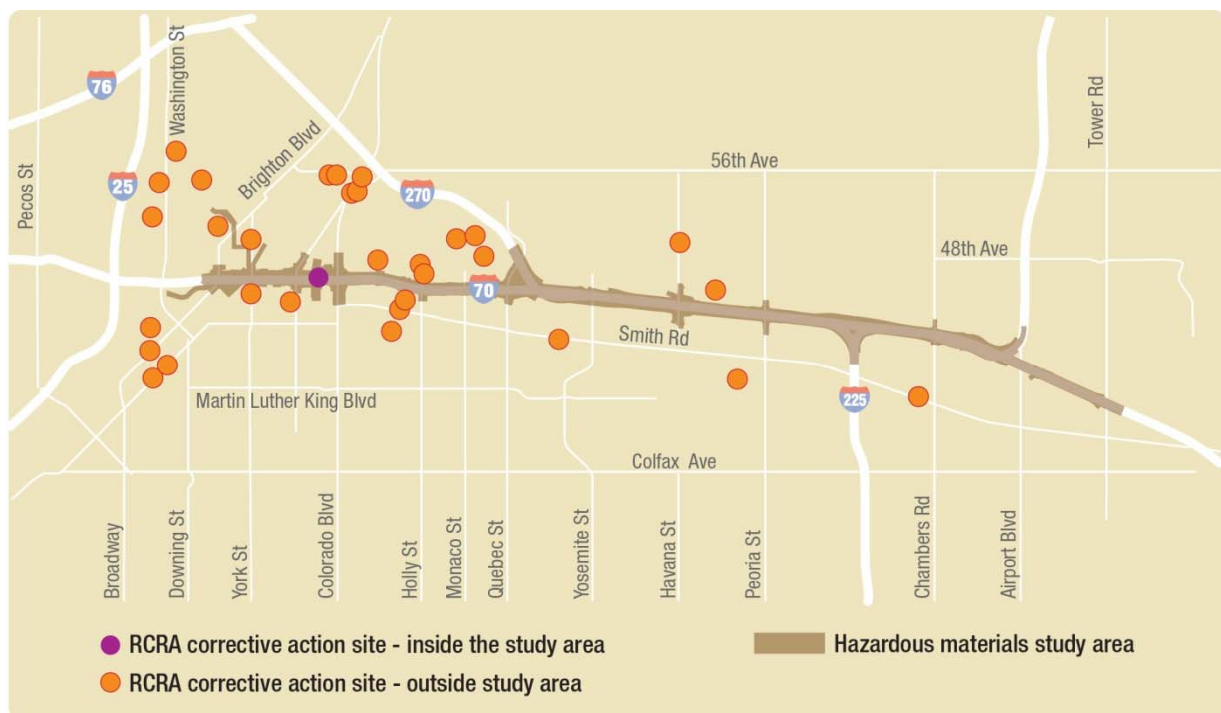 Washington St
76
Brighton Blvd
Tower Rd
56th Ave
Pecos St
25
270
48th Ave
70
Smith Rd
Martin Luther King Blvd
225
Colfax Ave
Broadway
Downing St
York St
Colorado Blvd
Holly St
Monaco St
Quebec St
Yosemite St
Havana St
Peoria St
Chambers Rd
Airport Blvd
RCRA corrective action site - inside the study area
Hazardous materials study area
RCRA corrective action site - outside study area